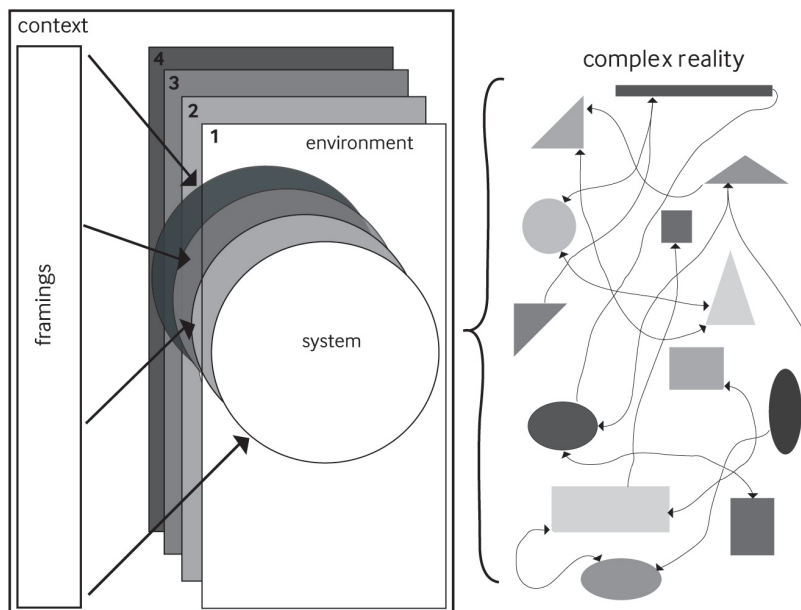 context
framings
4
3
2
1
environment
system
complex reality